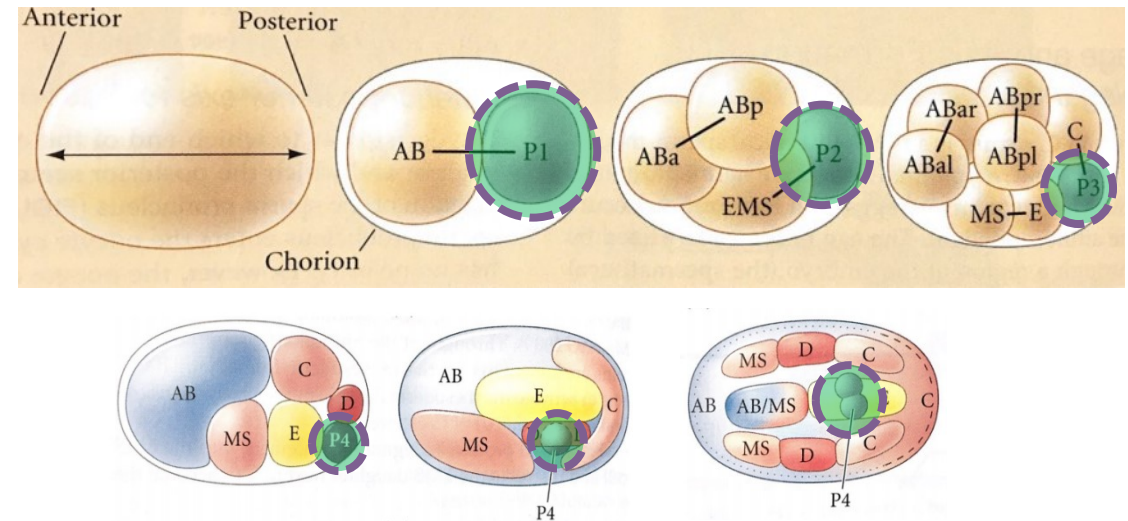 Anterior
Posterior
AB
P1
Chorion
ABa
ABp
P2
EMS
ABar
ABpr
C
ABal
ABpl
P3
MS
E
AB
C
D
MS
E
P4
AB
E
C
MS
P4
MS
D
C
AB
AB/MS
C
MS
D
C
P4